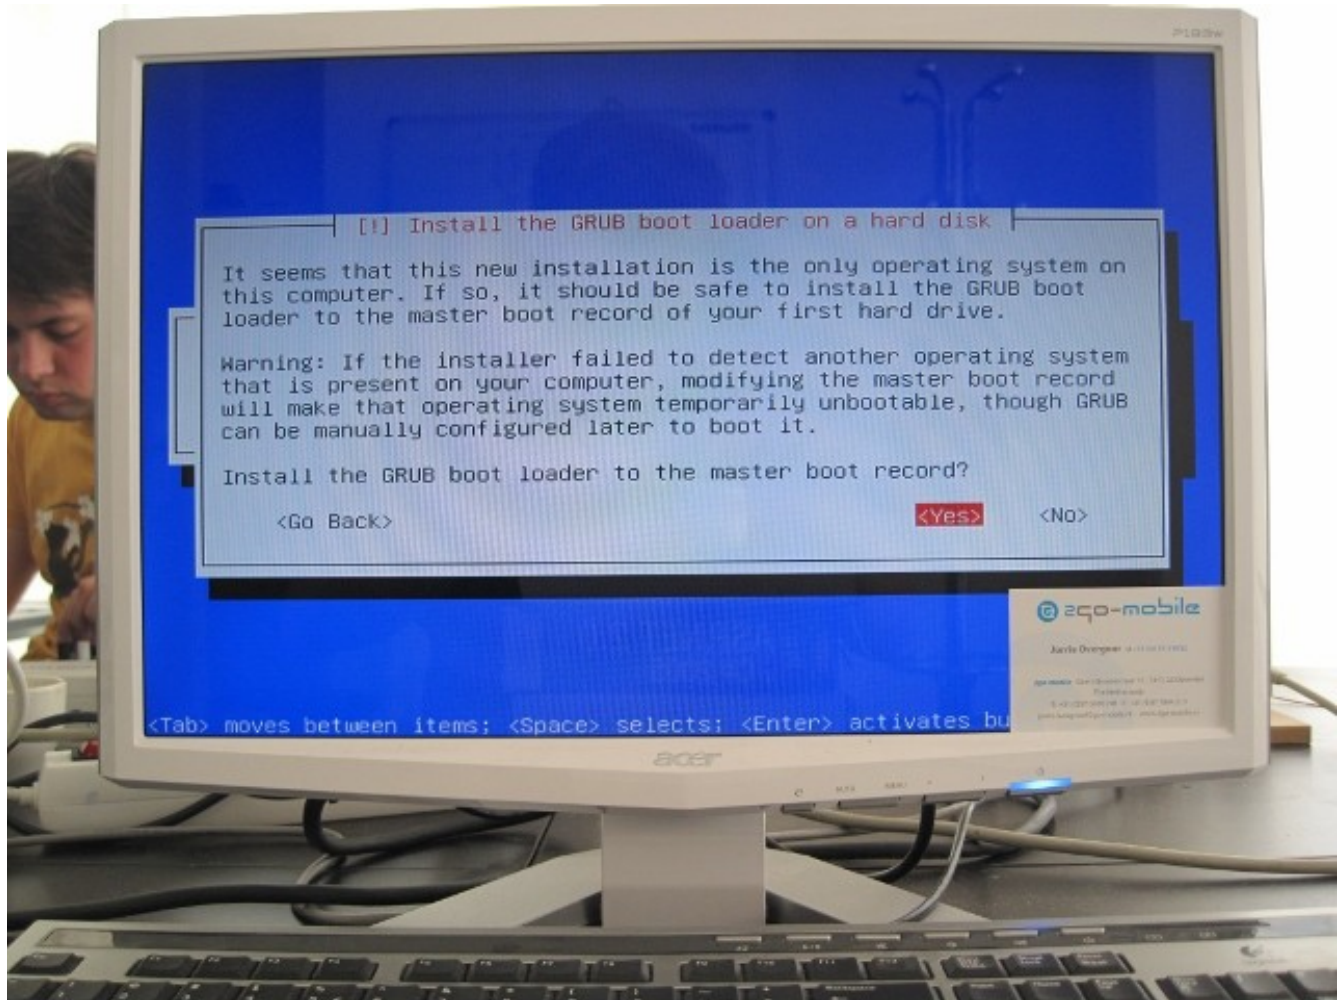 P193w
[!] Install the GRUB boot loader on a hard disk
It seems that this new installation is the only operating system on
this computer. If so, it should be safe to install the GRUB boot
loader to the master boot record of your first hard drive.
Warning: If the installer failed to detect another operating system
that is present on your computer, modifying the master boot record
will make that operating system temporarily unbootable, though GRUB
can be manually configured later to boot it.
Install the GRUB boot loader to the master boot record?
<Go Back> <Yes> <No>
2go-mobile
<Tab> moves between items; <Space> selects; <Enter> activates bu
acer